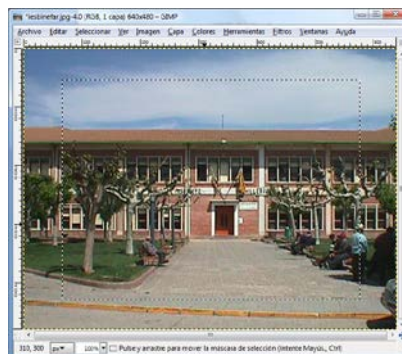 *iesbinefar.jpg-4.0 (RGB, 1 capa) 640x480 – GIMP
Archivo Editar Seleccionar Ver Imagen Capa Colores Herramientas Filtros Ventanas Ayuda
310, 300 px 100% Pulse y arrastre para mover la máscara de selección (intente Mayús., Ctrl)